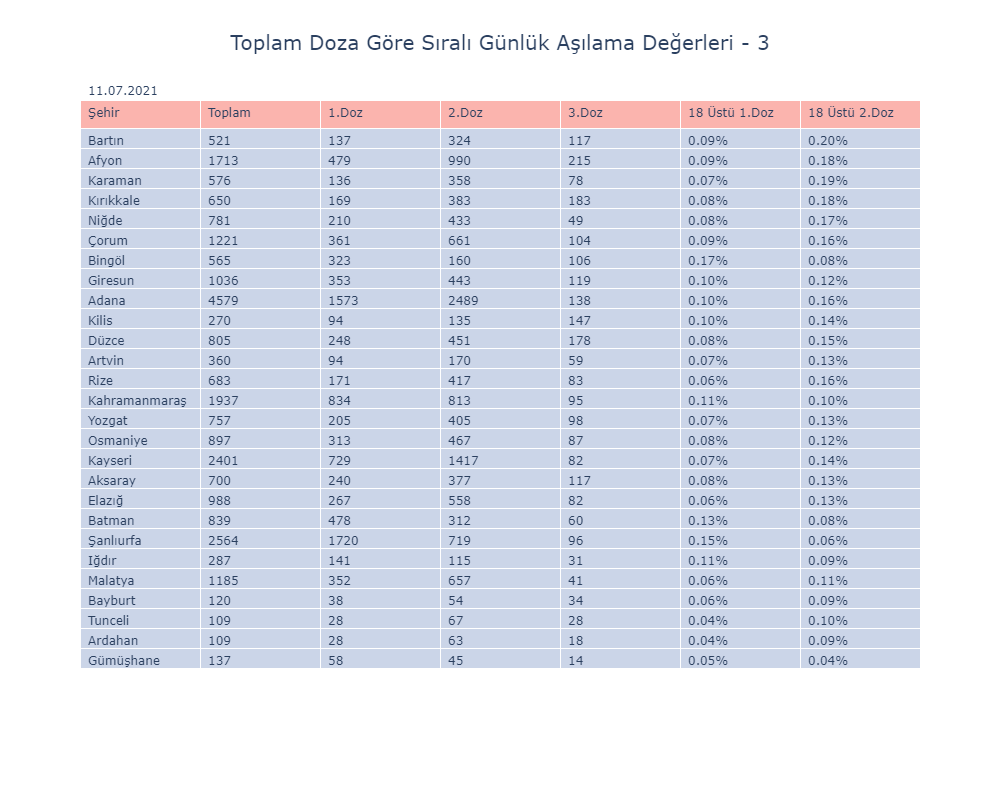 Toplam Doza Göre Sıralı Günlük Aşılama Değerleri - 3
11.07.2021
Şehir Toplam 1.Doz 2.Doz 3.Doz 18 Üstü 1.Doz 18 Üstü 2.Doz
Bartın 521 137 324 117 0.09% 0.20%
Afyon 1713 479 990 215 0.09% 0.18%
Karaman 576 136 358 78 0.07% 0.19%
Kırıkkale 650 169 383 183 0.08% 0.18%
Niğde 781 210 433 49 0.08% 0.17%
Çorum 1221 361 661 104 0.09% 0.16%
Bingöl 565 323 160 106 0.17% 0.08%
Giresun 1036 353 443 119 0.10% 0.12%
Adana 4579 1573 2489 138 0.10% 0.16%
Kilis 270 94 135 147 0.10% 0.14%
Düzce 805 248 451 178 0.08% 0.15%
Artvin 360 94 170 59 0.07% 0.13%
Rize 683 171 417 83 0.06% 0.16%
Kahramanmaraş 1937 834 813 95 0.11% 0.10%
Yozgat 757 205 405 98 0.07% 0.13%
Osmaniye 897 313 467 87 0.08% 0.12%
Kayseri 2401 729 1417 82 0.07% 0.14%
Aksaray 700 240 377 117 0.08% 0.13%
Elazığ 988 267 558 82 0.06% 0.13%
Batman 839 478 312 60 0.13% 0.08%
Şanlıurfa 2564 1720 719 96 0.15% 0.06%
Iğdır 287 141 115 31 0.11% 0.09%
Malatya 1185 352 657 41 0.06% 0.11%
Bayburt 120 38 54 34 0.06% 0.09%
Tunceli 109 28 67 28 0.04% 0.10%
Ardahan 109 28 63 18 0.04% 0.09%
Gümüşhane 137 58 45 14 0.05% 0.04%